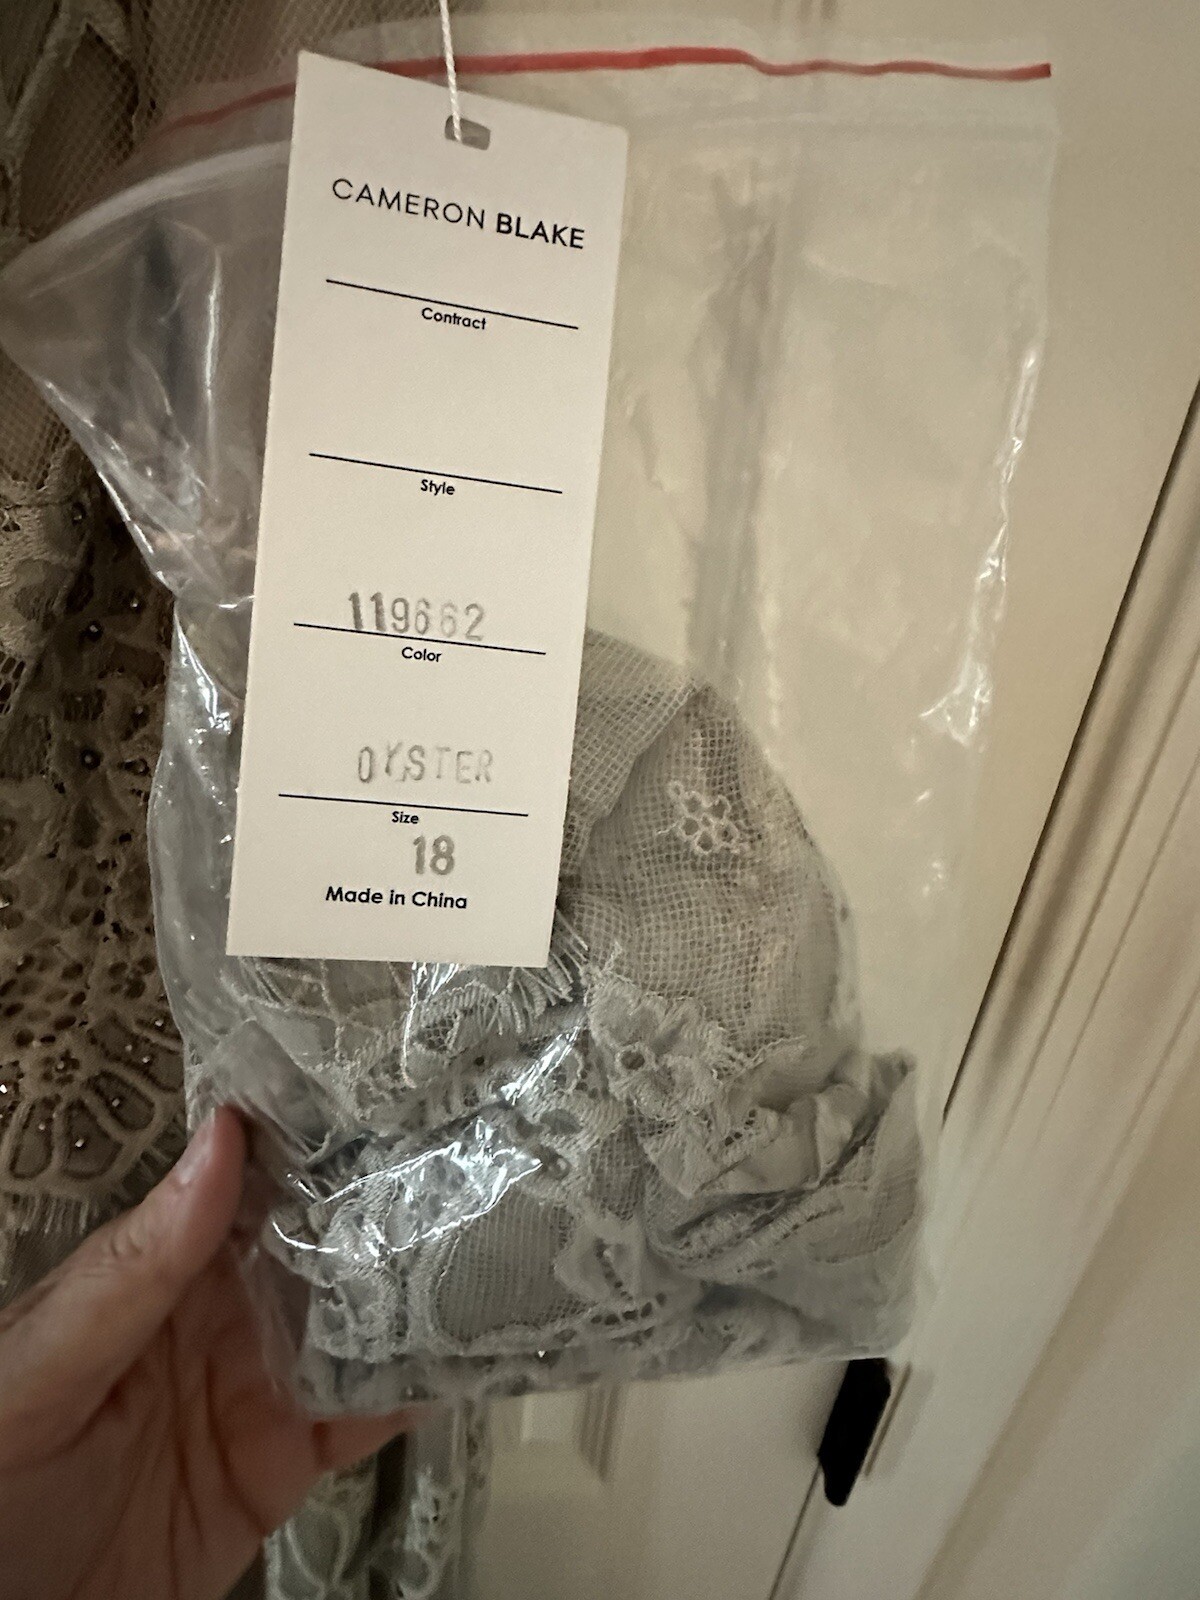 CAMERON BLAKE
Contract
Style
119662
Color
OYSTER
Size
18
Made in China